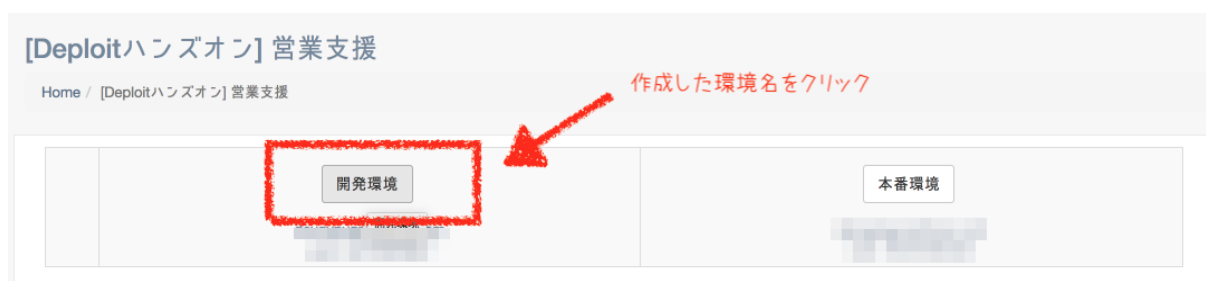 [Deploitハンズオン] 営業支援
作成した環境名をクリック
Home / [Deploitハンズオン] 営業支援
開発環境
本番環境